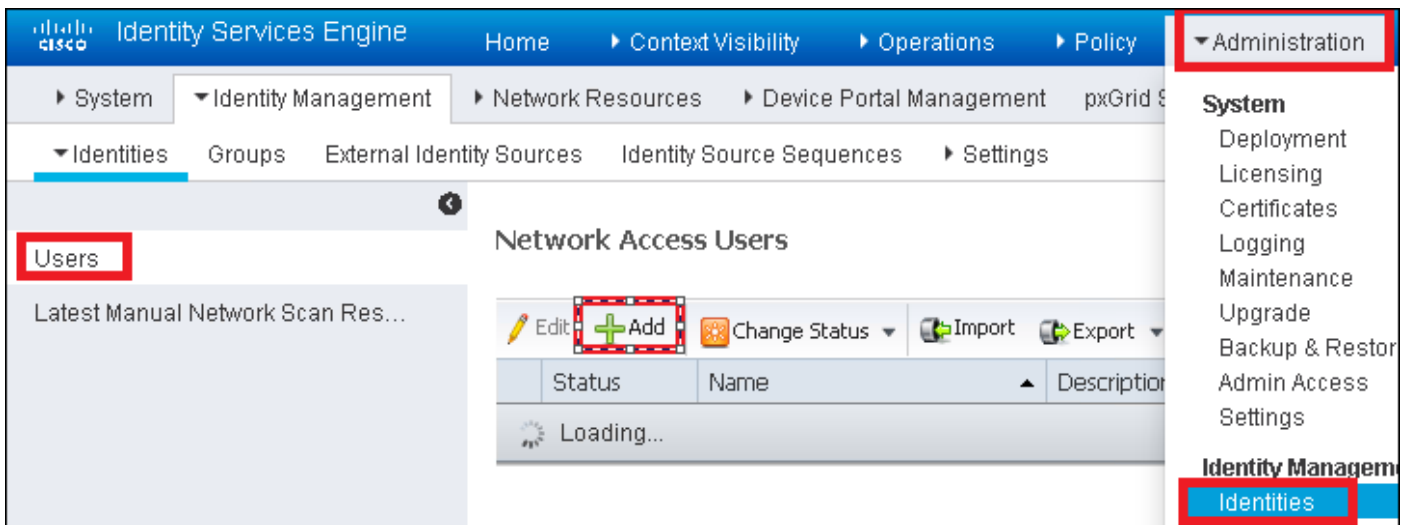 cisco Identity Services Engine Home Context Visibility Operations Policy Administration
System Identity Management Network Resources Device Portal Management pxGrid S
Identities Groups External Identity Sources Identity Source Sequences Settings
Users
Latest Manual Network Scan Res...
Network Access Users
Edit Add Change Status Import Export
Status Name Description
Loading...
System
Deployment
Licensing
Certificates
Logging
Maintenance
Upgrade
Backup & Restor
Admin Access
Settings
Identity Managem
Identities